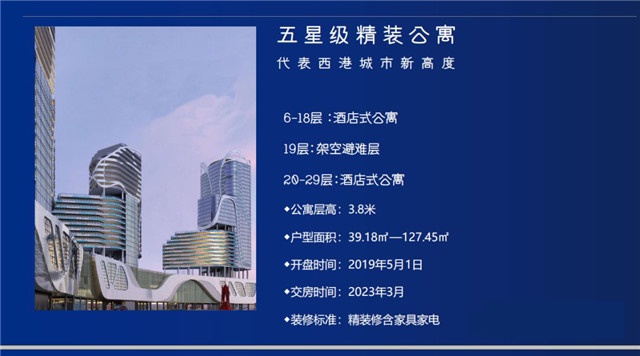 五星级精装公寓
代表西港城市新高度
6-18层：酒店式公寓
19层：架空避难层
20-29层：酒店式公寓
◆公寓层高：3.8米
◆户型面积：39.18㎡—127.45㎡
◆开盘时间：2019年5月1日
◆交房时间：2023年3月
◆装修标准：精装修含家具家电